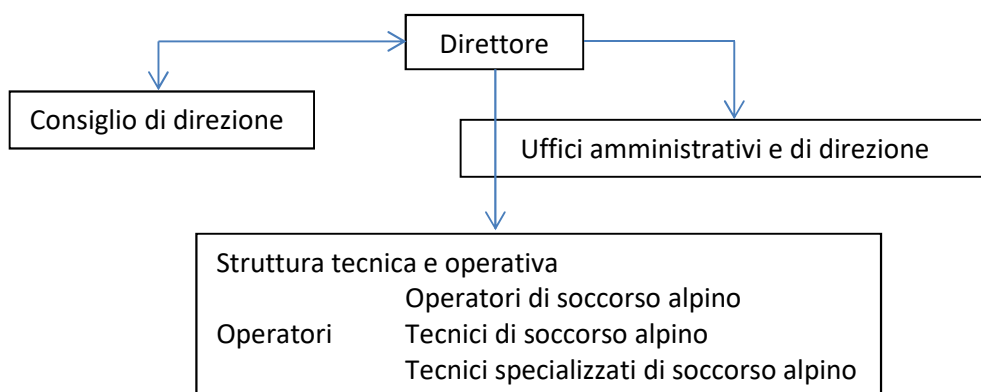 Direttore
Consiglio di direzione
Uffici amministrativi e di direzione
Struttura tecnica e operativa
Operatori di soccorso alpino
Operatori Tecnici di soccorso alpino
Tecnici specializzati di soccorso alpino